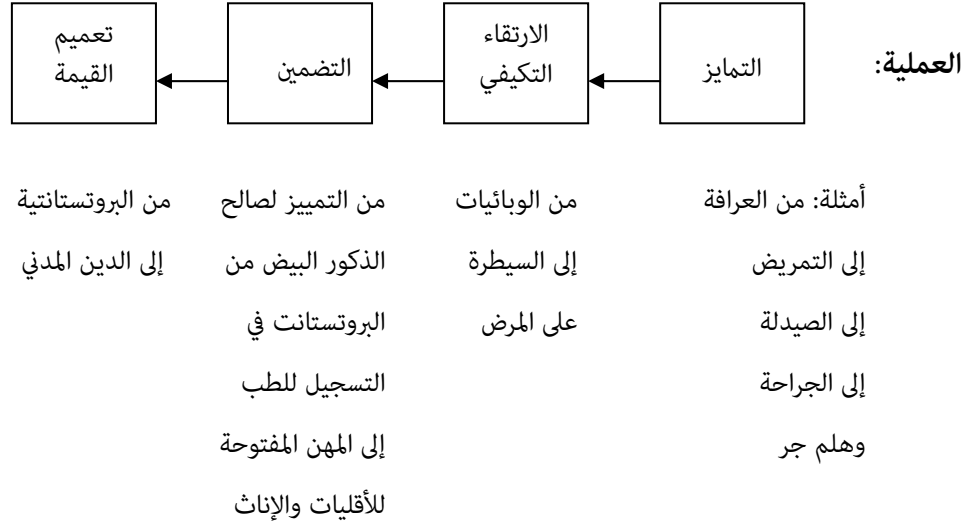 العملية:
التمايز
الارتقاء
التكيفي
التضمين
تعميم
القيمة
أمثلة: من العرافة
إلى التمريض
إلى الصيدلة
إلى الجراحة
وهلم جر
من الوبائيات
إلى السيطرة
على المرض
من التمييز لصالح
الذكور البيض من
البروتستانت في
التسجيل للطب
إلى المهن المفتوحة
للأقليات والإناث
من البروتستانتية
إلى الدين المدني